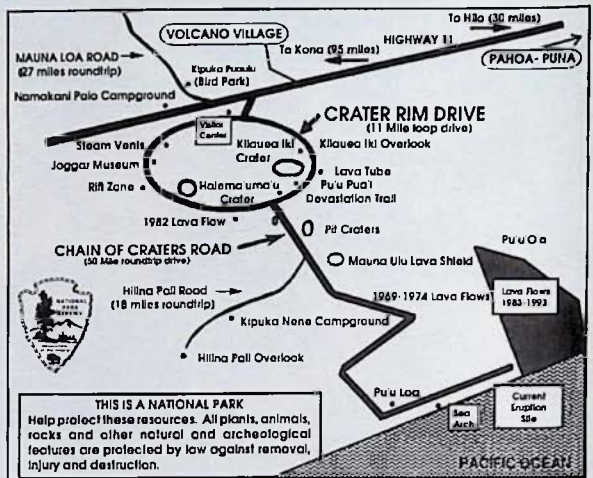 To Hilo (30 miles)
VOLCANO VILLAGE
HIGHWAY 11
To Kona (95 miles)
PAHOA-PUNA
MAUNA LOA ROAD
(27 miles roundtrip)
Kipuka Puaulu
(Bird Park)
Namakani Paio Campground
Visitor
Center
CRATER RIM DRIVE
(11 Mile loop drive)
Steam Vents
Kilauea Iki
Crater
Kilauea Iki Overlook
Jaggar Museum
Lava Tube
Rift Zone
Halema'uma'u
Crater
Pu'u Pua'i
Devastation Trail
1982 Lava Flow
Pit Craters
Pu'u O'o
CHAIN OF CRATERS ROAD
(50 Mile roundtrip drive)
Mauna Ulu Lava Shield
Hilina Pali Road
(18 miles roundtrip)
1969-1974 Lava Flows
Lava Flows
1983-1993
NATIONAL
PARK
SERVICE
Kipuka Nene Campground
Hilina Pali Overlook
Pu'u Loa
Sea
Arch
Current
Eruption
Site
THIS IS A NATIONAL PARK
Help protect these resources. All plants, animals,
rocks and other natural and archeological
features are protected by law against removal,
injury and destruction.
PACIFIC OCEAN